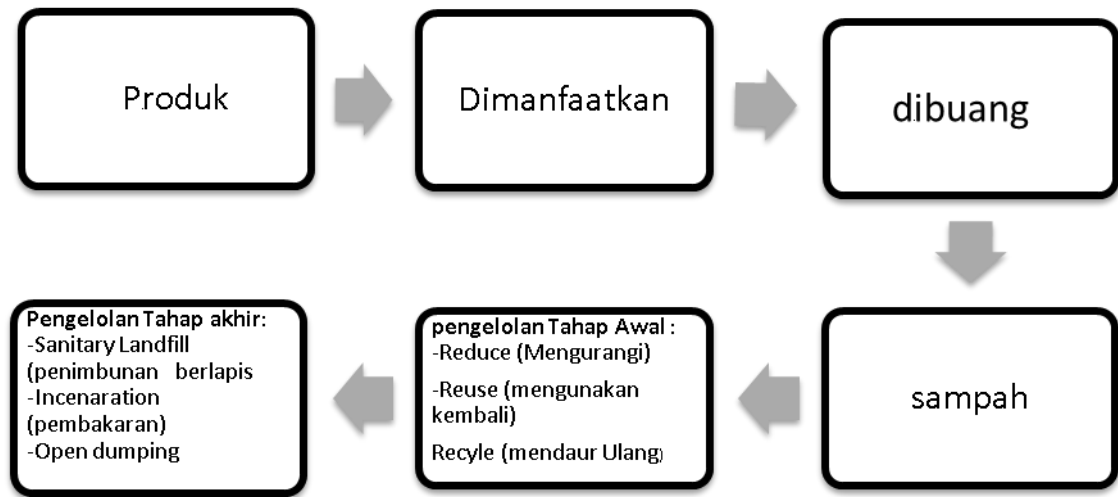 Produk
Dimanfaatkan
dibuang
sampah
pengelolan Tahap Awal :
-Reduce (Mengurangi)
-Reuse (mengunakan
kembali)
Recyle (mendaur Ulang)
Pengelolan Tahap akhir:
-Sanitary Landfill
(penimbunan berlapis
-Incenaration
(pembakaran)
-Open dumping